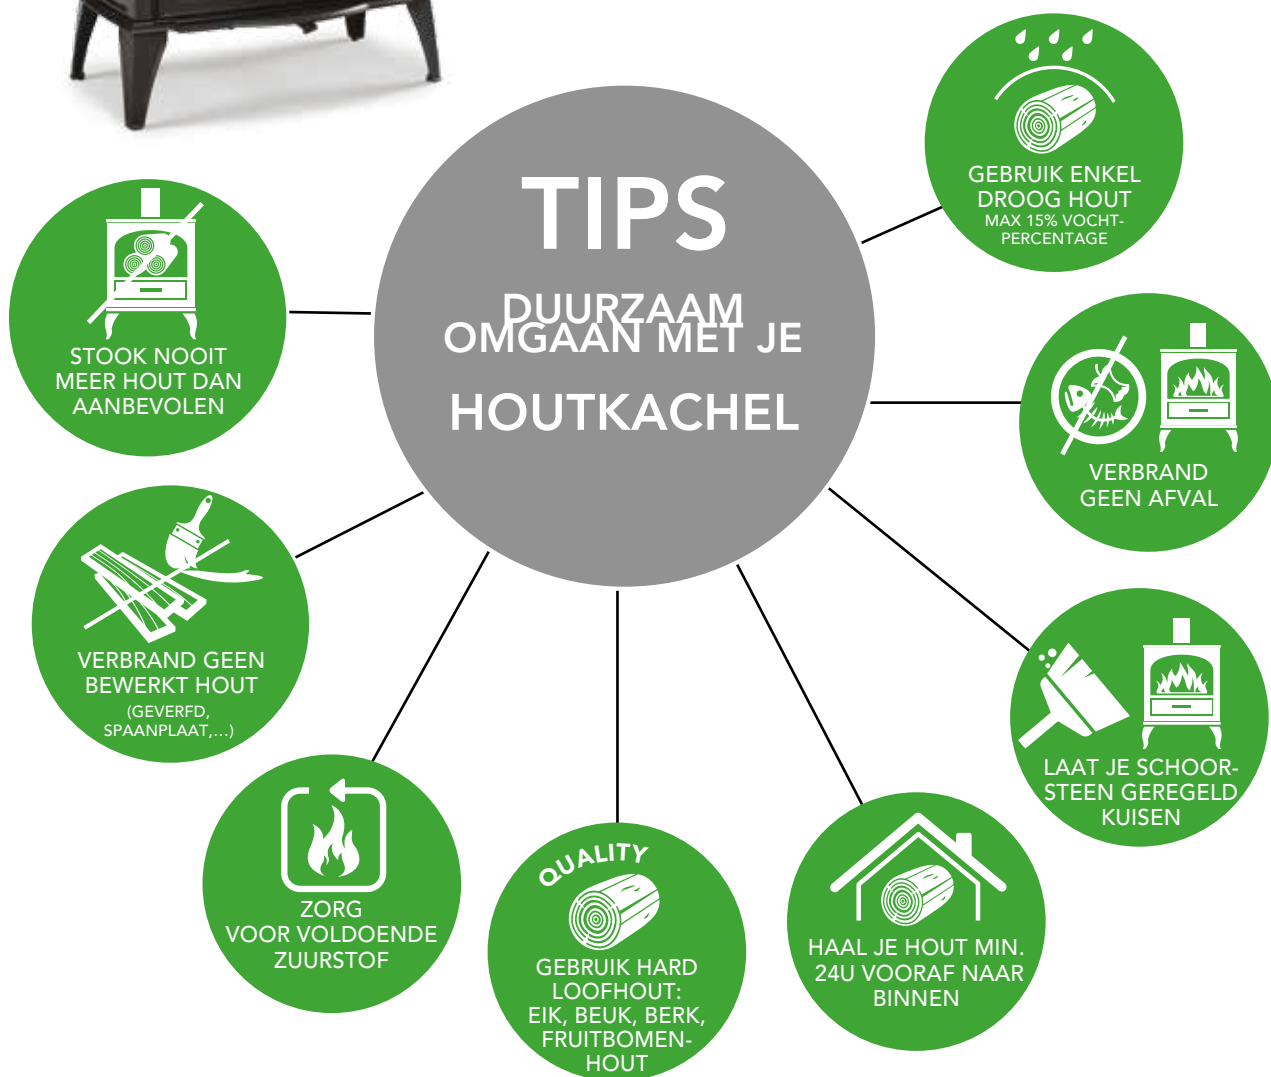 TIPS
DUURZAAM
OMGAAN MET JE
HOUTKACHEL
GEBRUIK ENKEL
DROOG HOUT
MAX 15% VOCHT-
PERCENTAGE
VERBRAND
GEEN AFVAL
LAAT JE SCHOOR-
STEEN GEREGELD
KUISEN
HAAL JE HOUT MIN.
24U VOORAF NAAR
BINNEN
QUALITY
GEBRUIK HARD
LOOFHOUT:
EIK, BEUK, BERK,
FRUITBOMEN-
HOUT
ZORG
VOOR VOLDOENDE
ZUURSTOF
VERBRAND GEEN
BEWERKT HOUT
(GEVERFD,
SPAANPLAAT,...)
STOOK NOOIT
MEER HOUT DAN
AANBEVOLEN